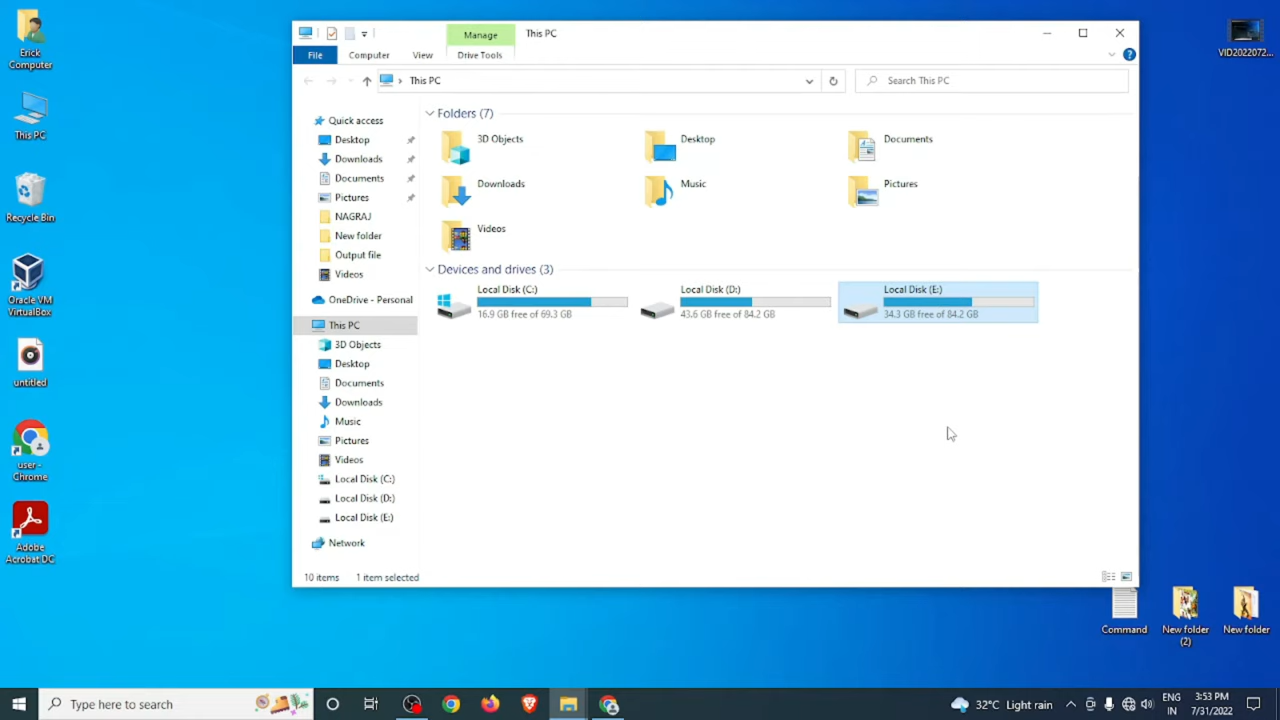 Erick
Computer
This PC
Recycle Bin
Oracle VM
VirtualBox
untitled
user -
Chrome
Adobe
Acrobat DC
Manage
This PC
File
Computer
View
Drive Tools
This PC
Search This PC
Quick access
Desktop
Downloads
Documents
Pictures
NAGRAJ
New folder
Output file
Videos
OneDrive - Personal
This PC
3D Objects
Desktop
Documents
Downloads
Music
Pictures
Videos
Local Disk (C:)
Local Disk (D:)
Local Disk (E:)
Network
Folders (7)
3D Objects
Desktop
Documents
Downloads
Music
Pictures
Videos
Devices and drives (3)
Local Disk (C:)
16.9 GB free of 69.3 GB
Local Disk (D:)
43.6 GB free of 84.2 GB
Local Disk (E:)
34.3 GB free of 84.2 GB
10 items
1 item selected
VID2022072...
Command
New folder
(2)
New folder
Type here to search
32°C Light rain
ENG
IN
3:53 PM
7/31/2022